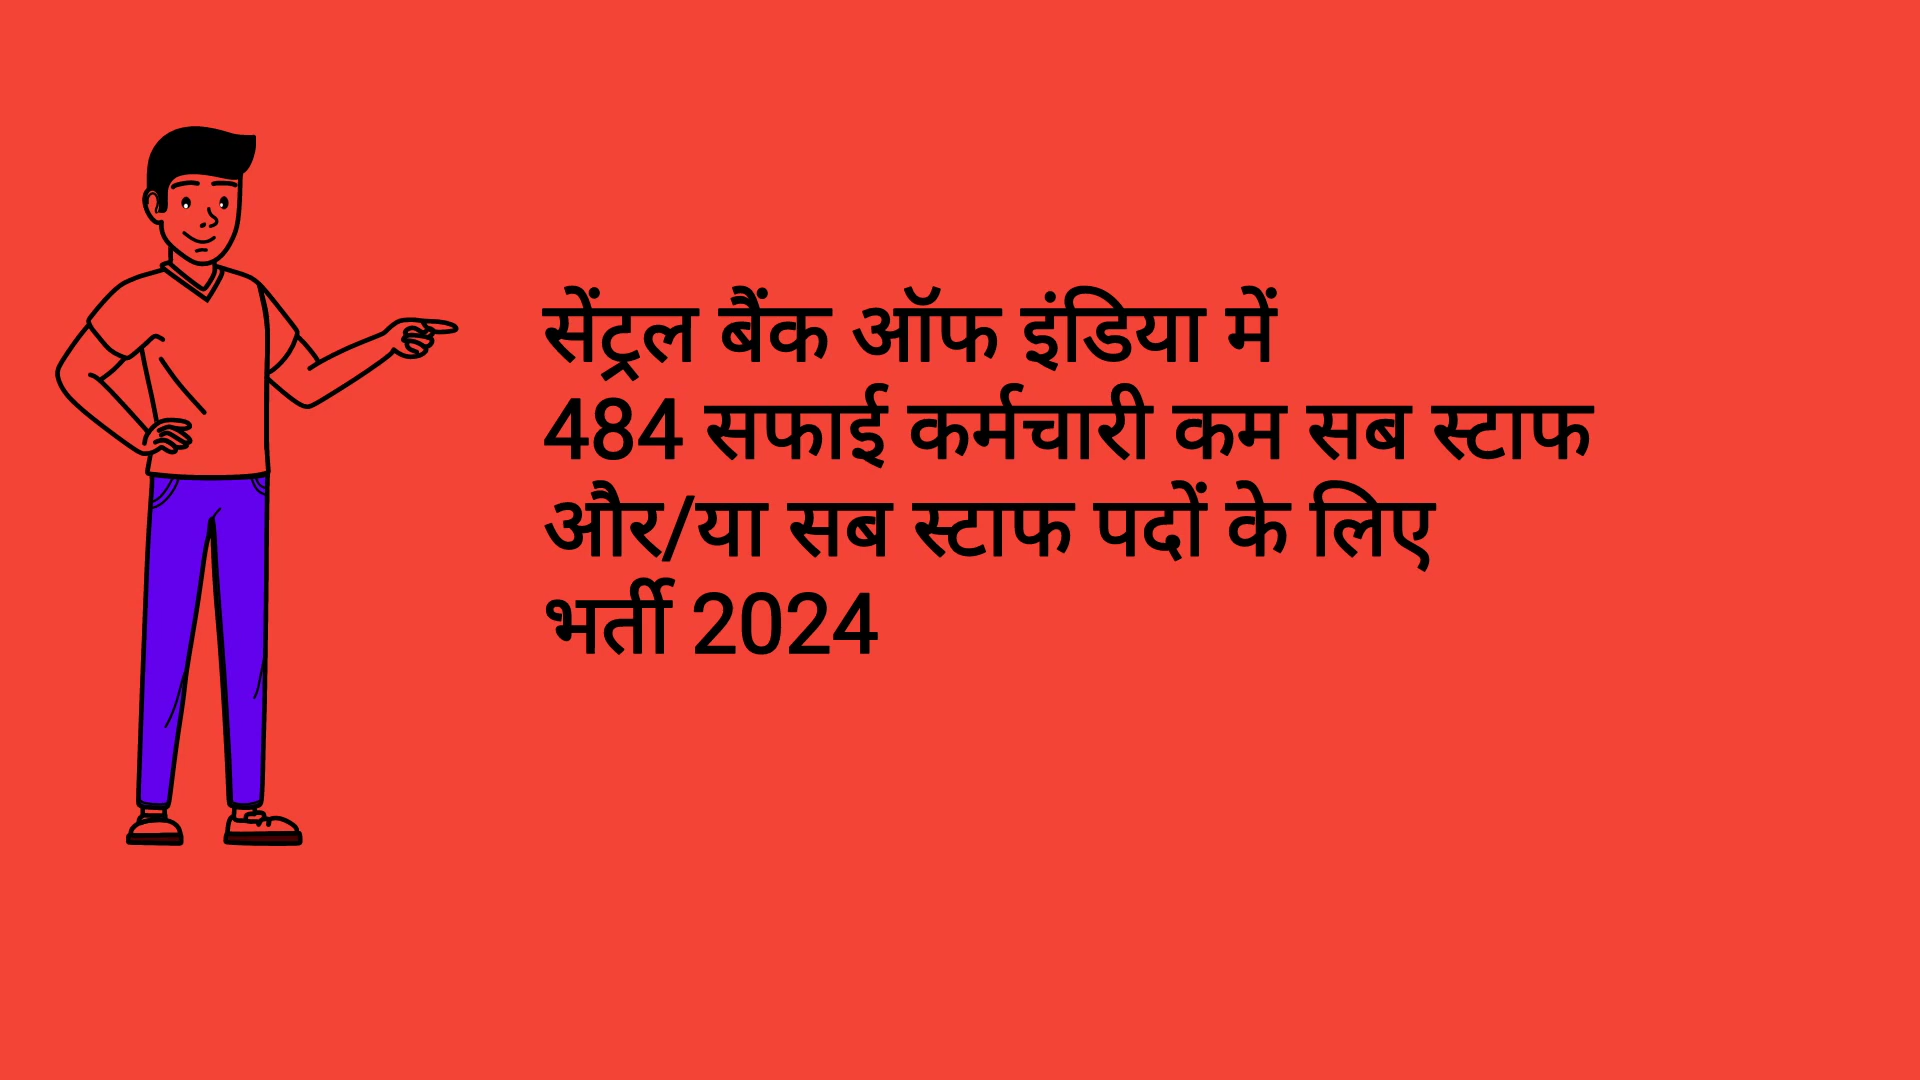 सेंट्रल बैंक ऑफ इंडिया में
484 सफाई कर्मचारी कम सब स्टाफ
और/या सब स्टाफ पदों के लिए
भर्ती 2024